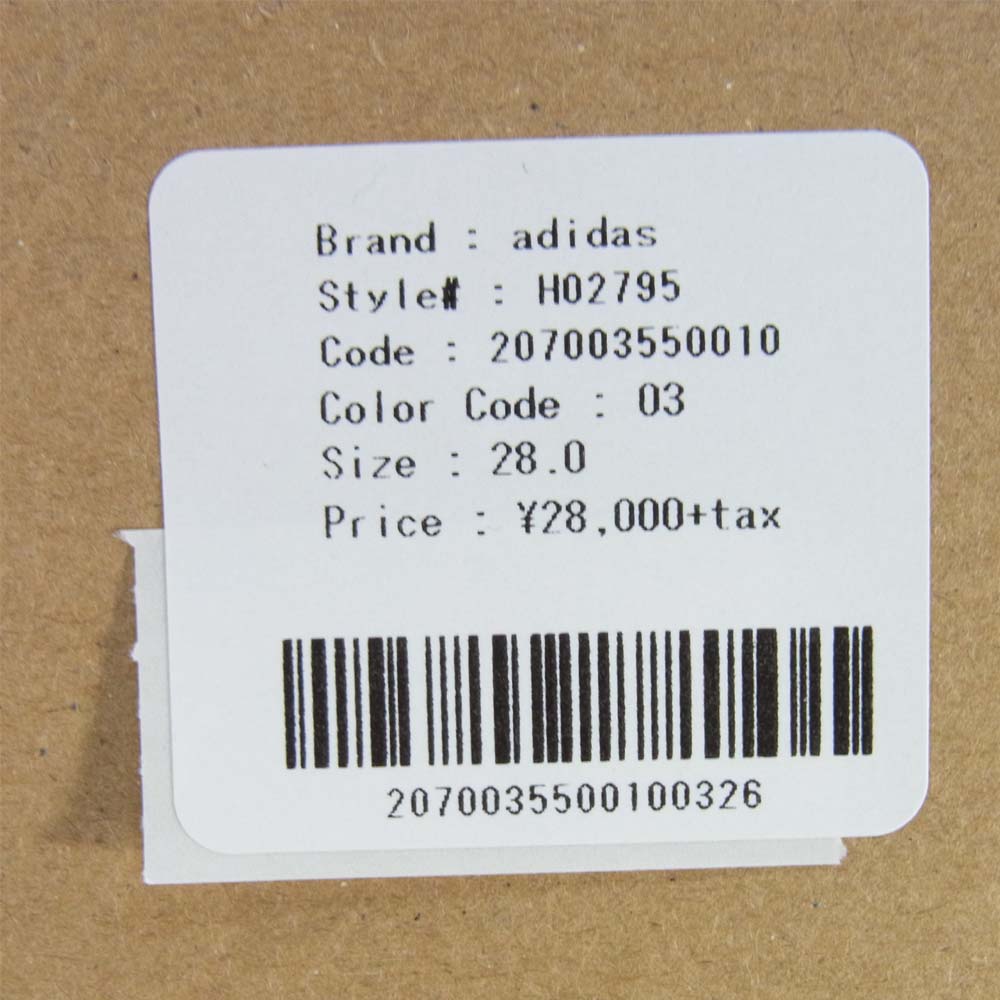 Brand : adidas
Style# : H02795
Code : 207003550010
Color Code : 03
Size : 28.0
Price : ¥28,000+tax
2070035500100326